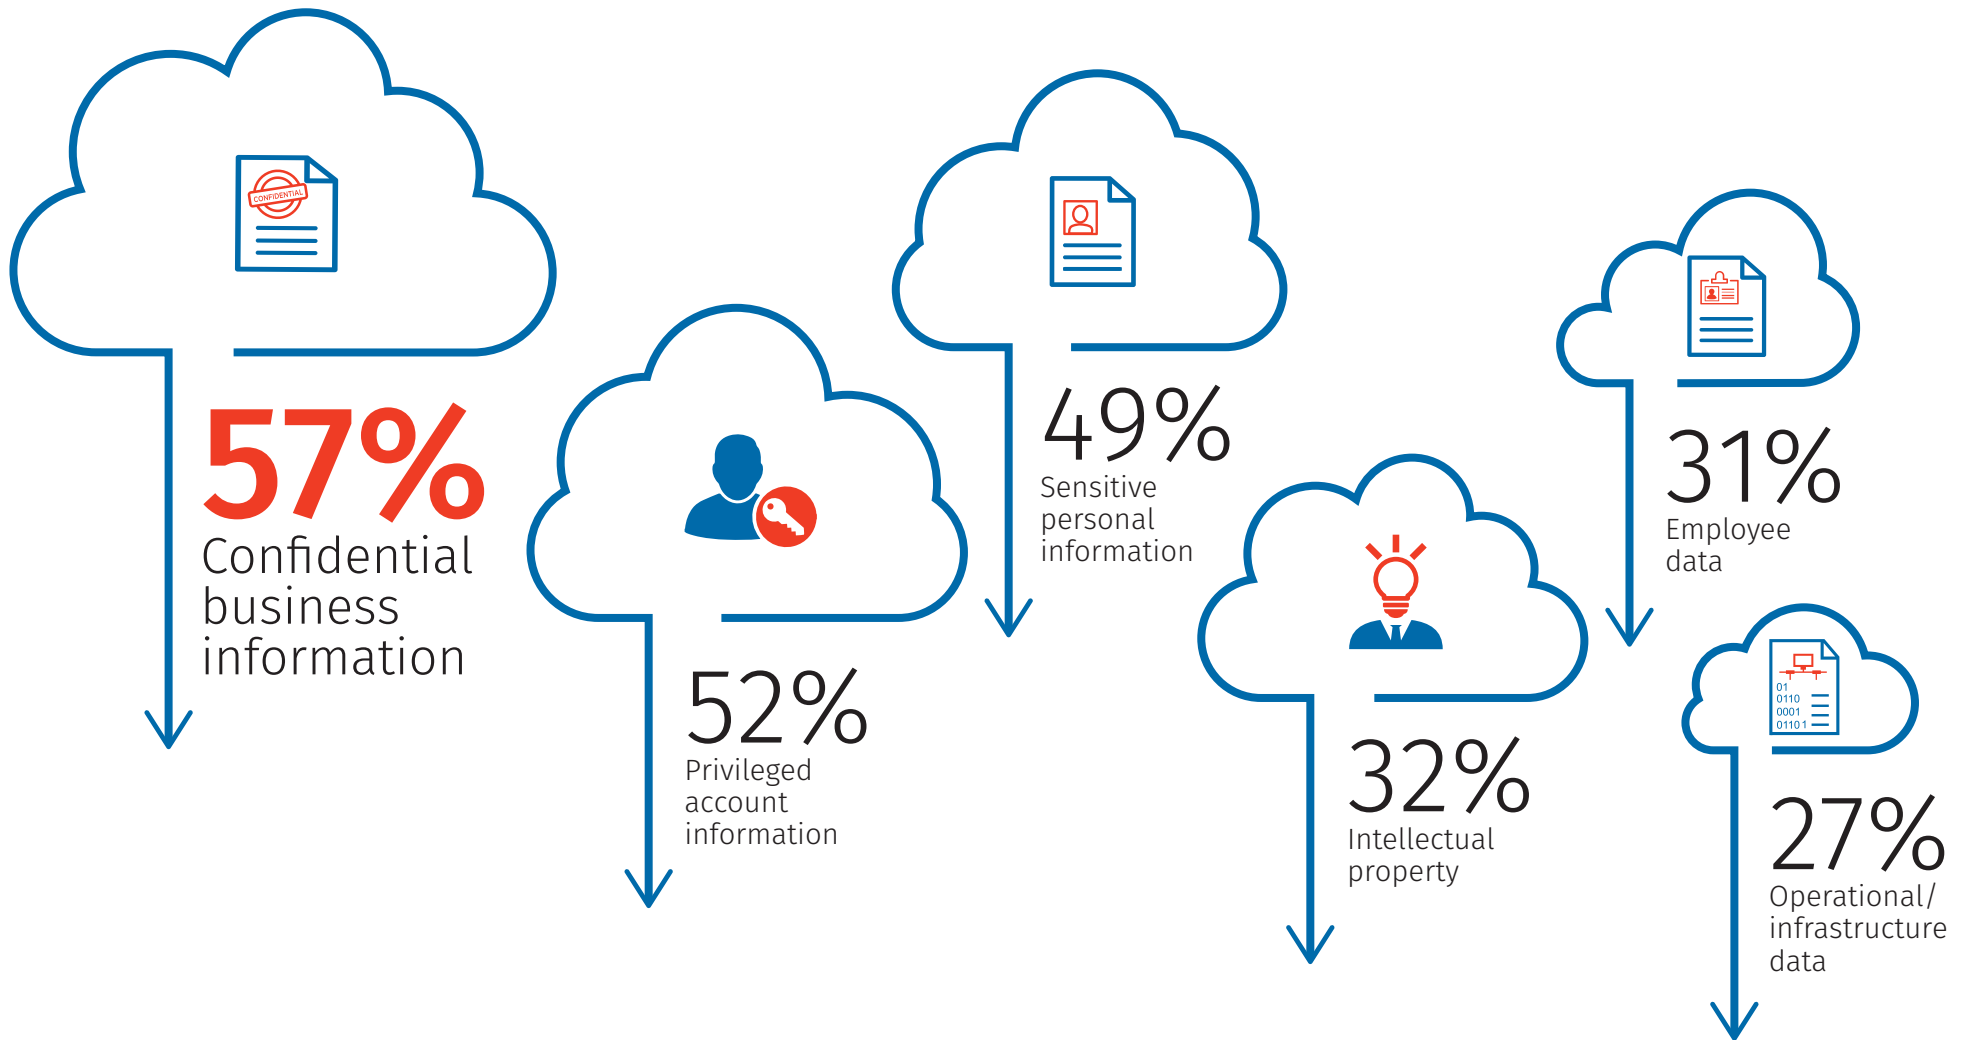 CONFIDENTIAL
57%
Confidential
business
information
52%
Privileged
account
information
49%
Sensitive
personal
information
32%
Intellectual
property
31%
Employee
data
01
0110
0001
01101
27%
Operational/
infrastructure
data